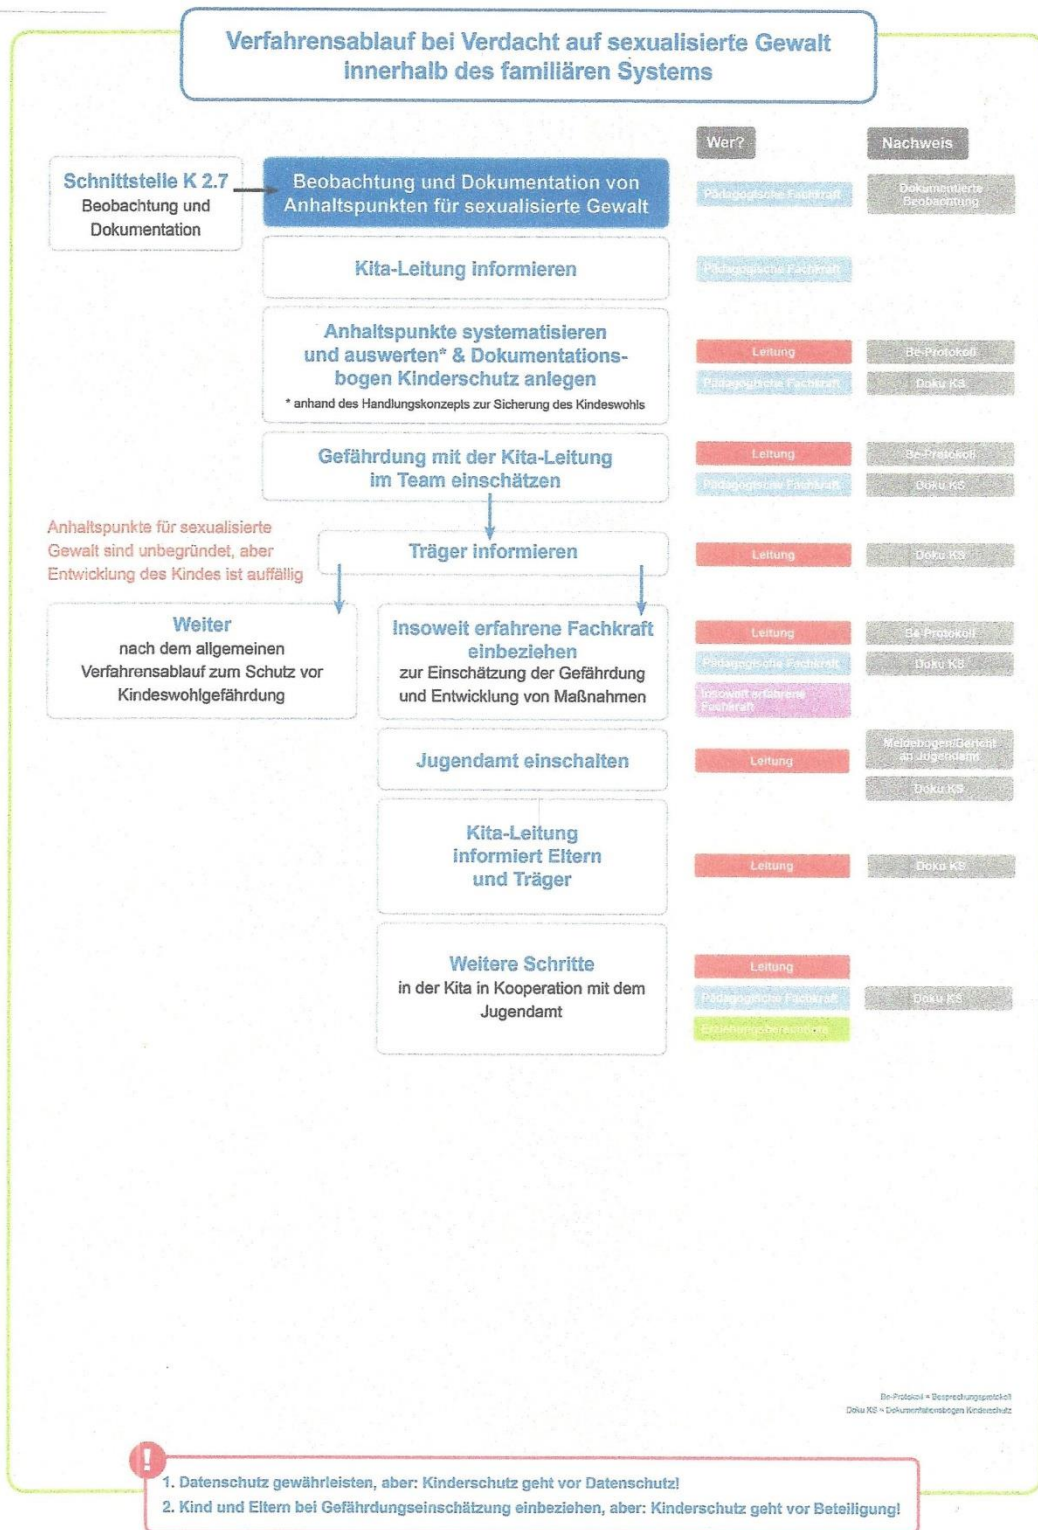 Verfahrensablauf bei Verdacht auf sexualisierte Gewalt
innerhalb des familiären Systems
Wer?
Nachweis
Schnittstelle K 2.7
Beobachtung und
Dokumentation
Beobachtung und Dokumentation von
Anhaltspunkten für sexualisierte Gewalt
Pädagogische Fachkraft
Dokumentierte
Beobachtung
Kita-Leitung informieren
Pädagogische Fachkraft
Anhaltspunkte systematisieren
und auswerten* & Dokumentations-
bogen Kinderschutz anlegen
* anhand des Handlungskonzepts zur Sicherung des Kindeswohls
Leitung
Be-Protokoll
Pädagogische Fachkraft
Doku KS
Gefährdung mit der Kita-Leitung
im Team einschätzen
Leitung
Be-Protokoll
Pädagogische Fachkraft
Doku KS
Anhaltspunkte für sexualisierte
Gewalt sind unbegründet, aber
Entwicklung des Kindes ist auffällig
Träger informieren
Leitung
Doku KS
Weiter
nach dem allgemeinen
Verfahrensablauf zum Schutz vor
Kindeswohlgefährdung
Insoweit erfahrene Fachkraft
einbeziehen
zur Einschätzung der Gefährdung
und Entwicklung von Maßnahmen
Leitung
Be-Protokoll
Pädagogische Fachkraft
Doku KS
Insoweit erfahrene
Fachkraft
Jugendamt einschalten
Leitung
Meldebogen/Bericht
an Jugendamt
Doku KS
Kita-Leitung
informiert Eltern
und Träger
Leitung
Doku KS
Weitere Schritte
in der Kita in Kooperation mit dem
Jugendamt
Leitung
Pädagogische Fachkraft
Doku KS
Erziehungsberechtigte
Be-Protokoll = Besprechungsprotokoll
Doku KS = Dokumentationsbogen Kinderschutz
!
1. Datenschutz gewährleisten, aber: Kinderschutz geht vor Datenschutz!
2. Kind und Eltern bei Gefährdungseinschätzung einbeziehen, aber: Kinderschutz geht vor Beteiligung!